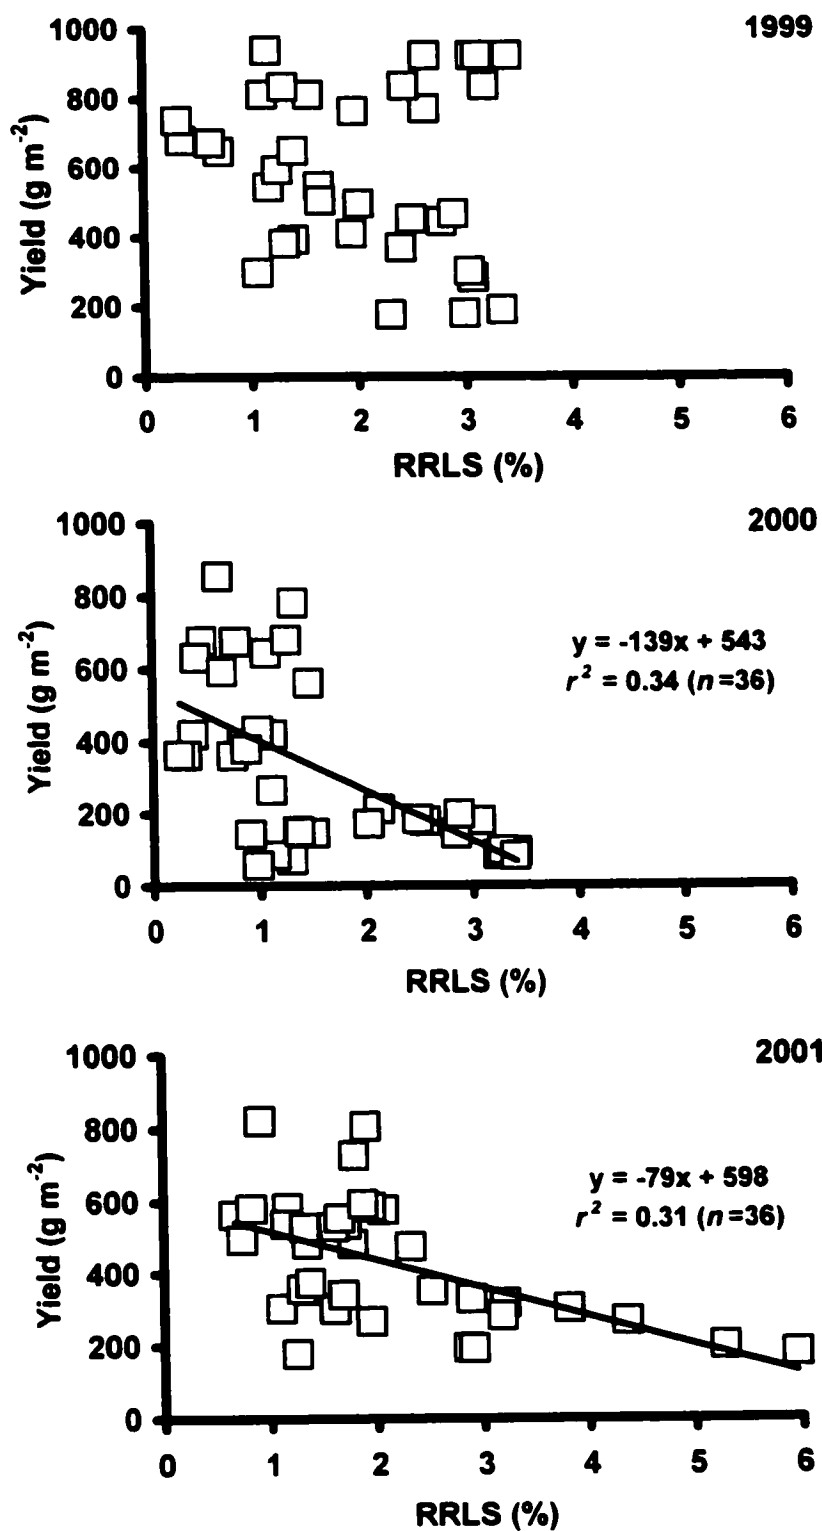 1999
1000
800
600
400
200
0
Yield (g m-2)
0 1 2 3 4 5 6
RRLS (%)
2000
1000
800
600
400
200
0
Yield (g m-2)
y = -139x + 543
r2 = 0.34 (n=36)
0 1 2 3 4 5 6
RRLS (%)
2001
1000
800
600
400
200
0
Yield (g m-2)
y = -79x + 598
r2 = 0.31 (n=36)
0 1 2 3 4 5 6
RRLS (%)